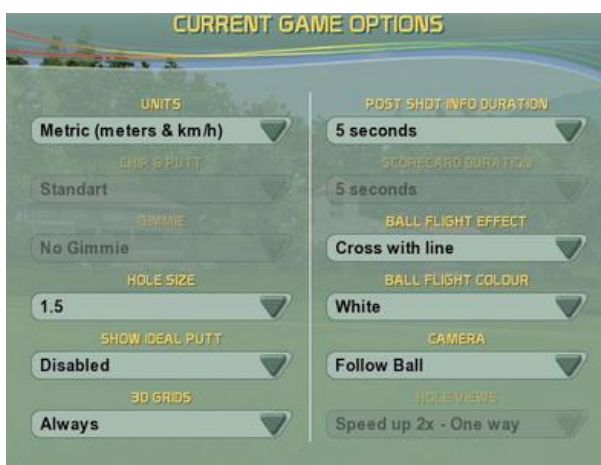 CURRENT GAME OPTIONS
UNITS
Metric (meters & km/h)
CHIP & PUTT
Standart
GIMMIE
No Gimmie
HOLE SIZE
1.5
SHOW IDEAL PUTT
Disabled
3D GRIDS
Always
POST SHOT INFO DURATION
5 seconds
SCORECARD DURATION
5 seconds
BALL FLIGHT EFFECT
Cross with line
BALL FLIGHT COLOUR
White
CAMERA
Follow Ball
HOLE VIEWS
Speed up 2x - One way